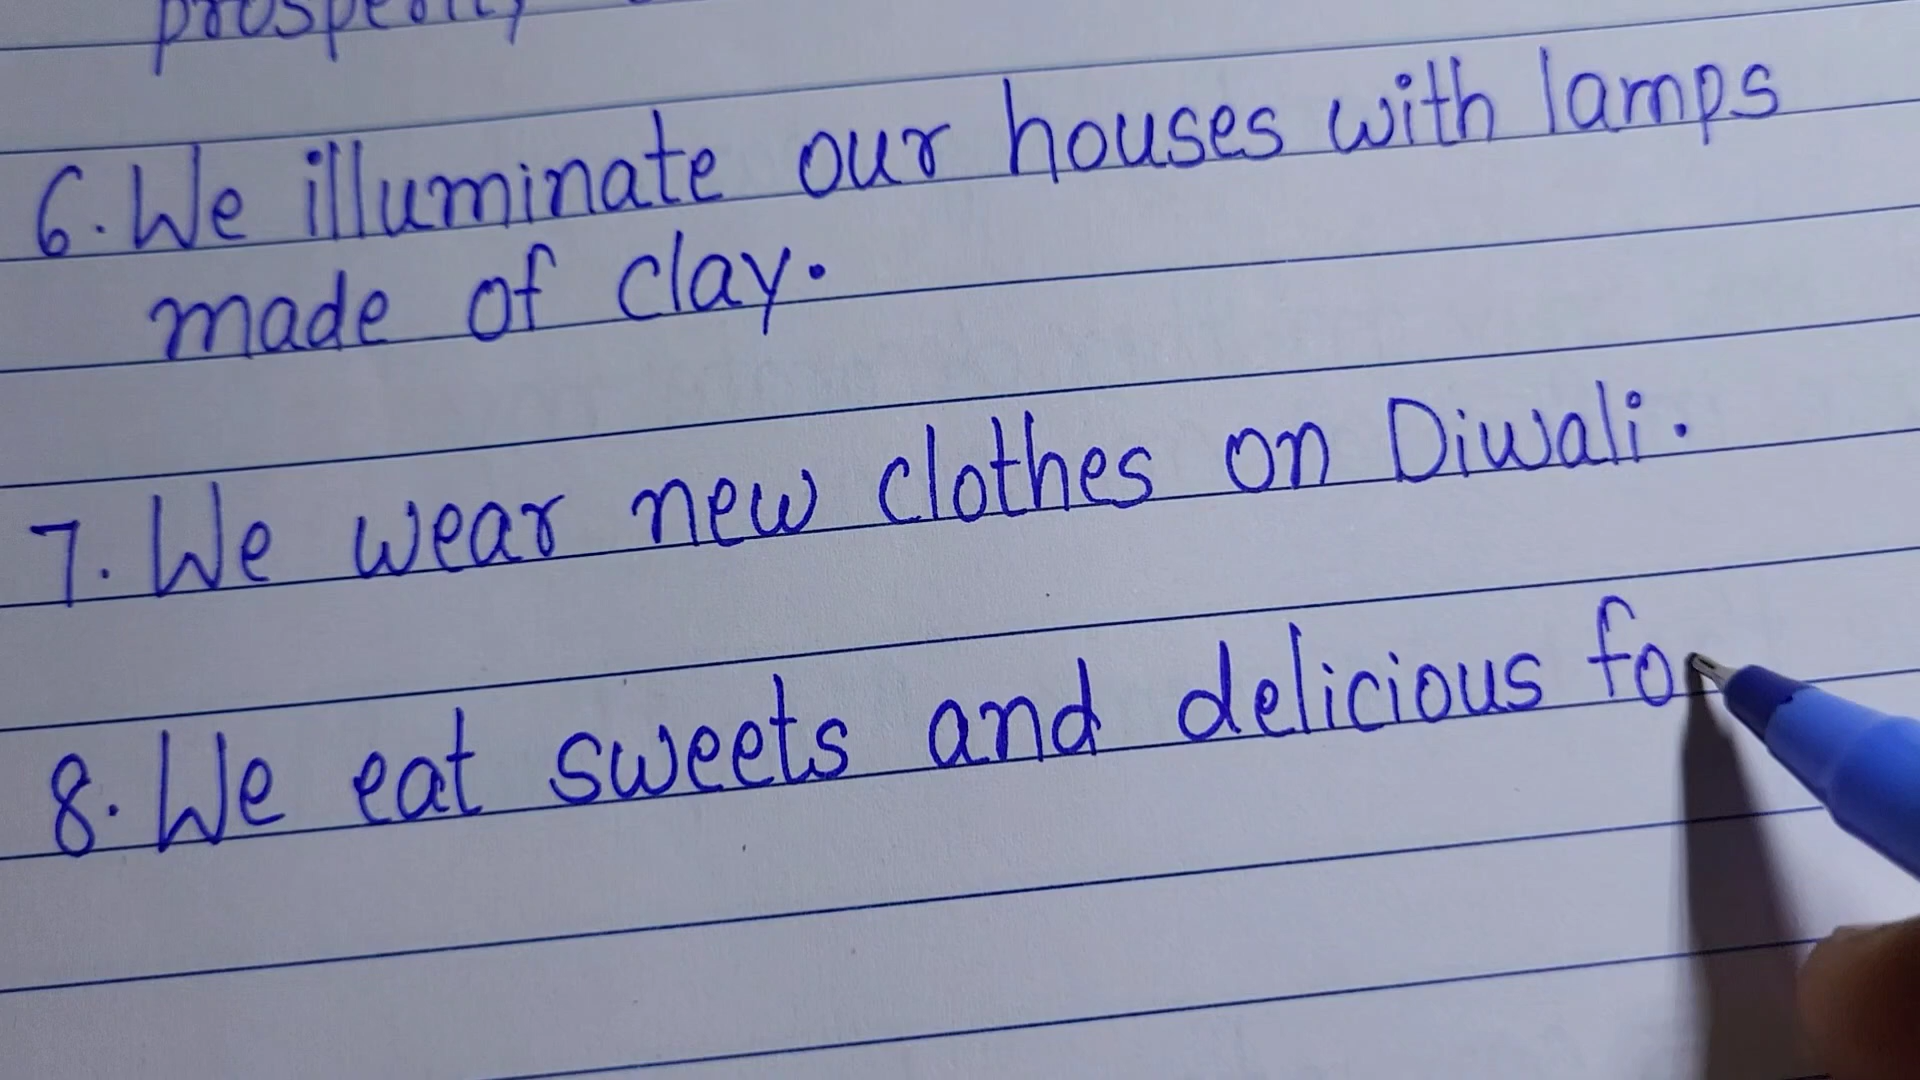 prosperity
6. We illuminate our houses with lamps
made of clay.
7. We wear new clothes on Diwali.
8. We eat sweets and delicious fo